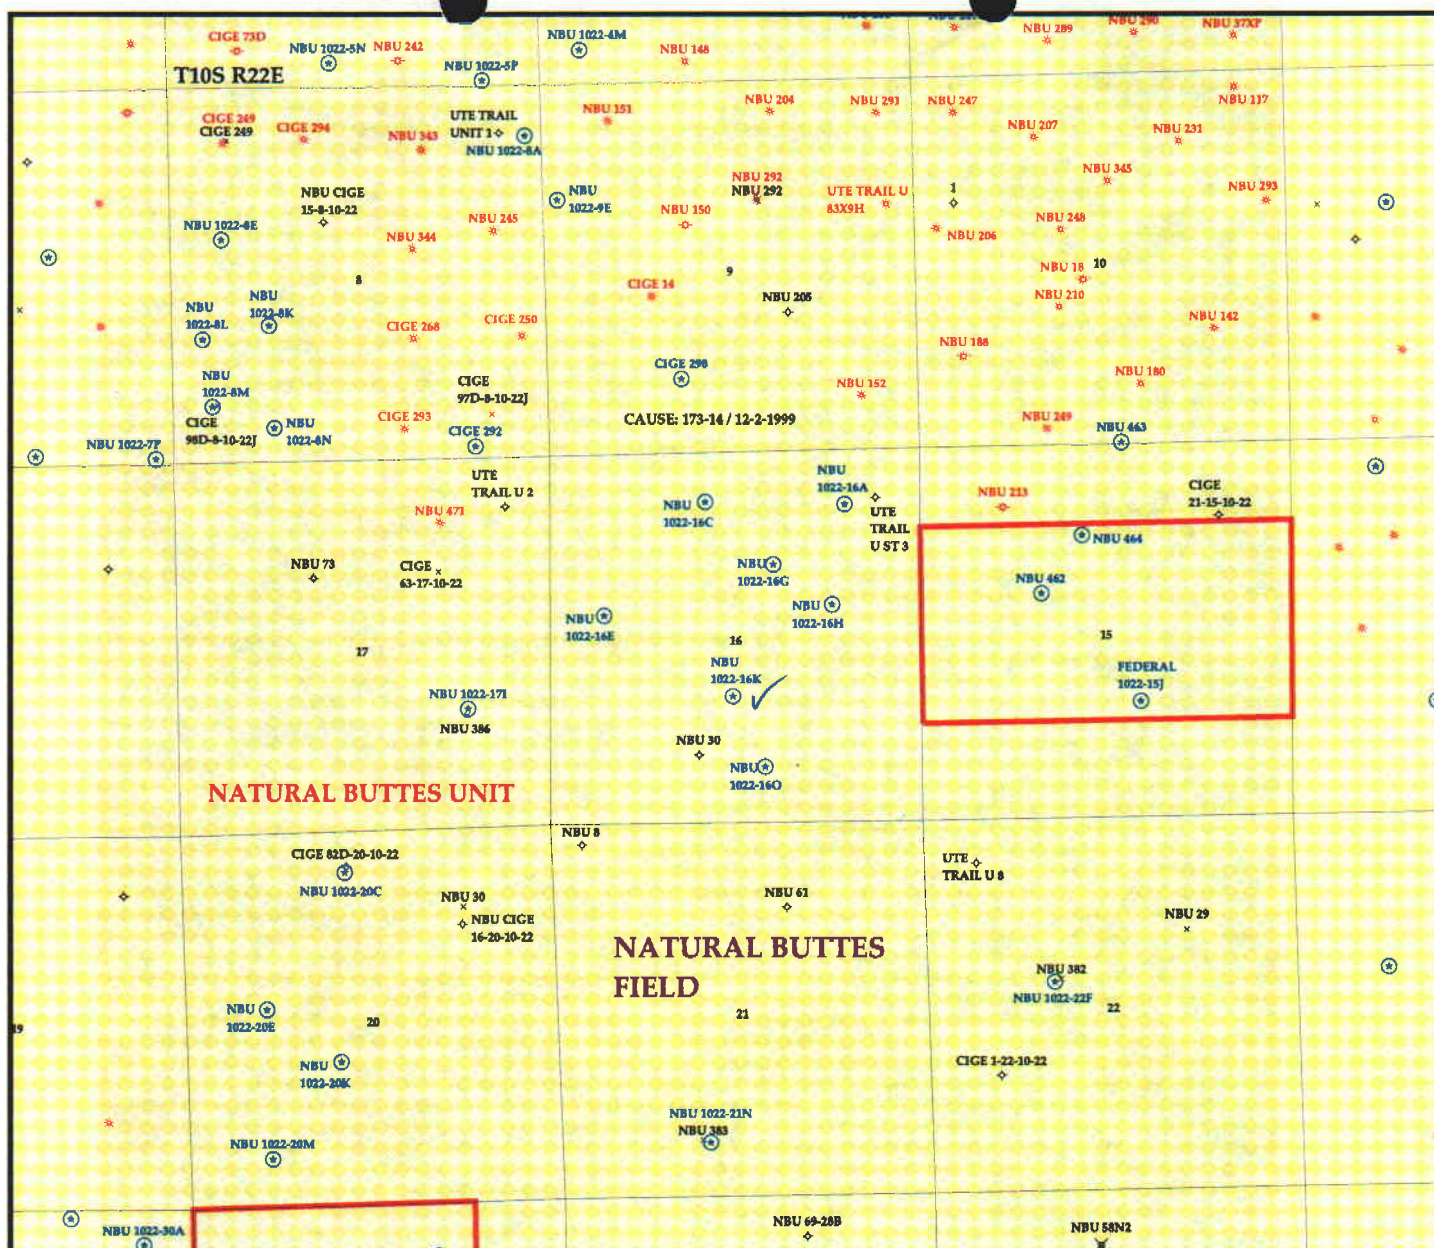 CIGE 73D
NBU 1022-5N
NBU 242
NBU 1022-4M
NBU 148
NBU 289
NBU 290
NBU 37XP
T10S R22E
NBU 1022-5P
CIGE 249
CIGE 249
CIGE 294
NBU 343
UTE TRAIL
UNIT 1
NBU 1022-8A
NBU 151
NBU 204
NBU 291
NBU 247
NBU 207
NBU 231
NBU 117
NBU CIGE
15-8-10-22
NBU
1022-9E
NBU 292
NBU 292
UTE TRAIL U
83X9H
1
NBU 345
NBU 293
NBU 1022-8E
NBU 344
NBU 245
NBU 150
NBU 206
NBU 248
8
9
NBU 18
10
CIGE 14
NBU 205
NBU 210
NBU
1022-8L
NBU
1022-8K
CIGE 268
CIGE 250
NBU 142
NBU 188
NBU
1022-8M
CIGE
97D-8-10-22J
CIGE 298
NBU 152
NBU 180
CIGE
98D-8-10-22J
NBU
1022-8N
CIGE 293
CIGE 292
CAUSE: 173-14 / 12-2-1999
NBU 249
NBU 463
NBU 1022-7P
UTE
TRAIL U 2
NBU
1022-16A
NBU 471
NBU
1022-16C
UTE
TRAIL
U ST 3
NBU 213
CIGE
21-15-10-22
NBU 464
NBU 73
CIGE
63-17-10-22
NBU
1022-16G
NBU 462
NBU
1022-16E
NBU
1022-16H
17
16
15
NBU
1022-16K
FEDERAL
1022-15J
NBU 1022-17I
NBU 386
NBU 30
NBU
1022-16O
NATURAL BUTTES UNIT
NBU 8
CIGE 82D-20-10-22
NBU 1022-20C
UTE
TRAIL U 8
NBU 30
NBU CIGE
16-20-10-22
NBU 61
NBU 29
NATURAL BUTTES
FIELD
NBU 382
NBU 1022-22F
NBU
1022-20E
19
20
21
22
NBU
1022-20K
CIGE 1-22-10-22
NBU 1022-21N
NBU 383
NBU 1022-20M
NBU 1022-30A
NBU 69-28B
NBU 58N2